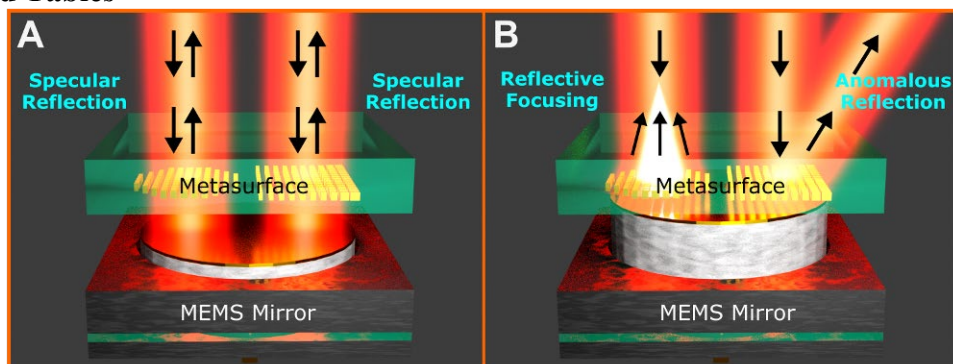 A
Specular
Reflection
Specular
Reflection
Metasurface
MEMS Mirror
B
Reflective
Focusing
Anomalous
Reflection
Metasurface
MEMS Mirror